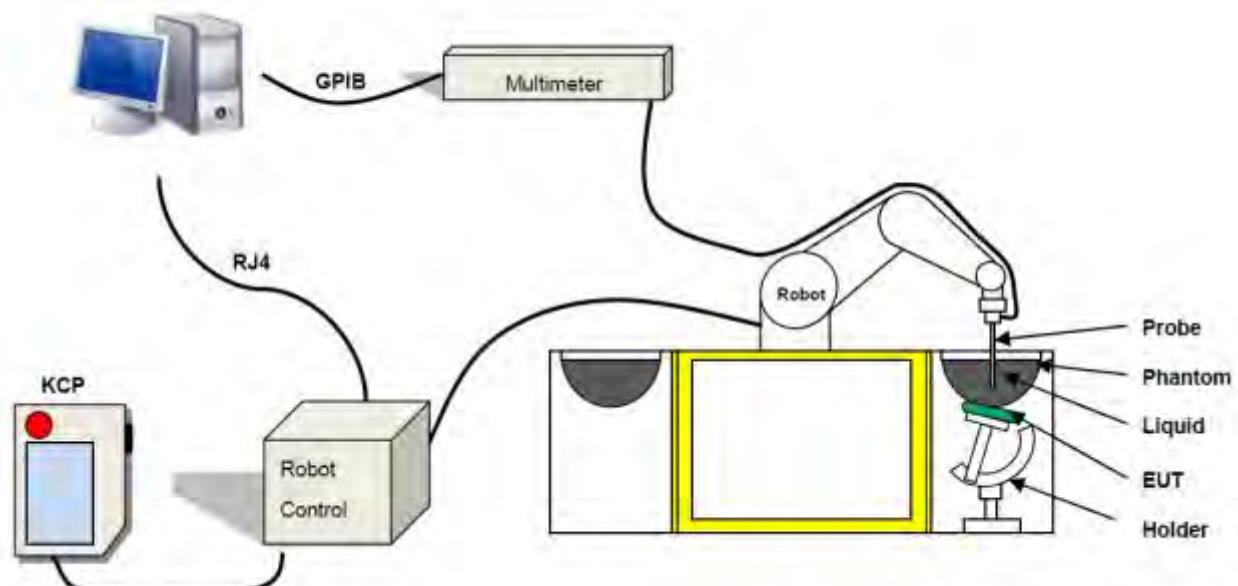 GPIB
Multimeter
RJ4
Robot
Probe
Phantom
KCP
Liquid
Robot
Control
EUT
Holder